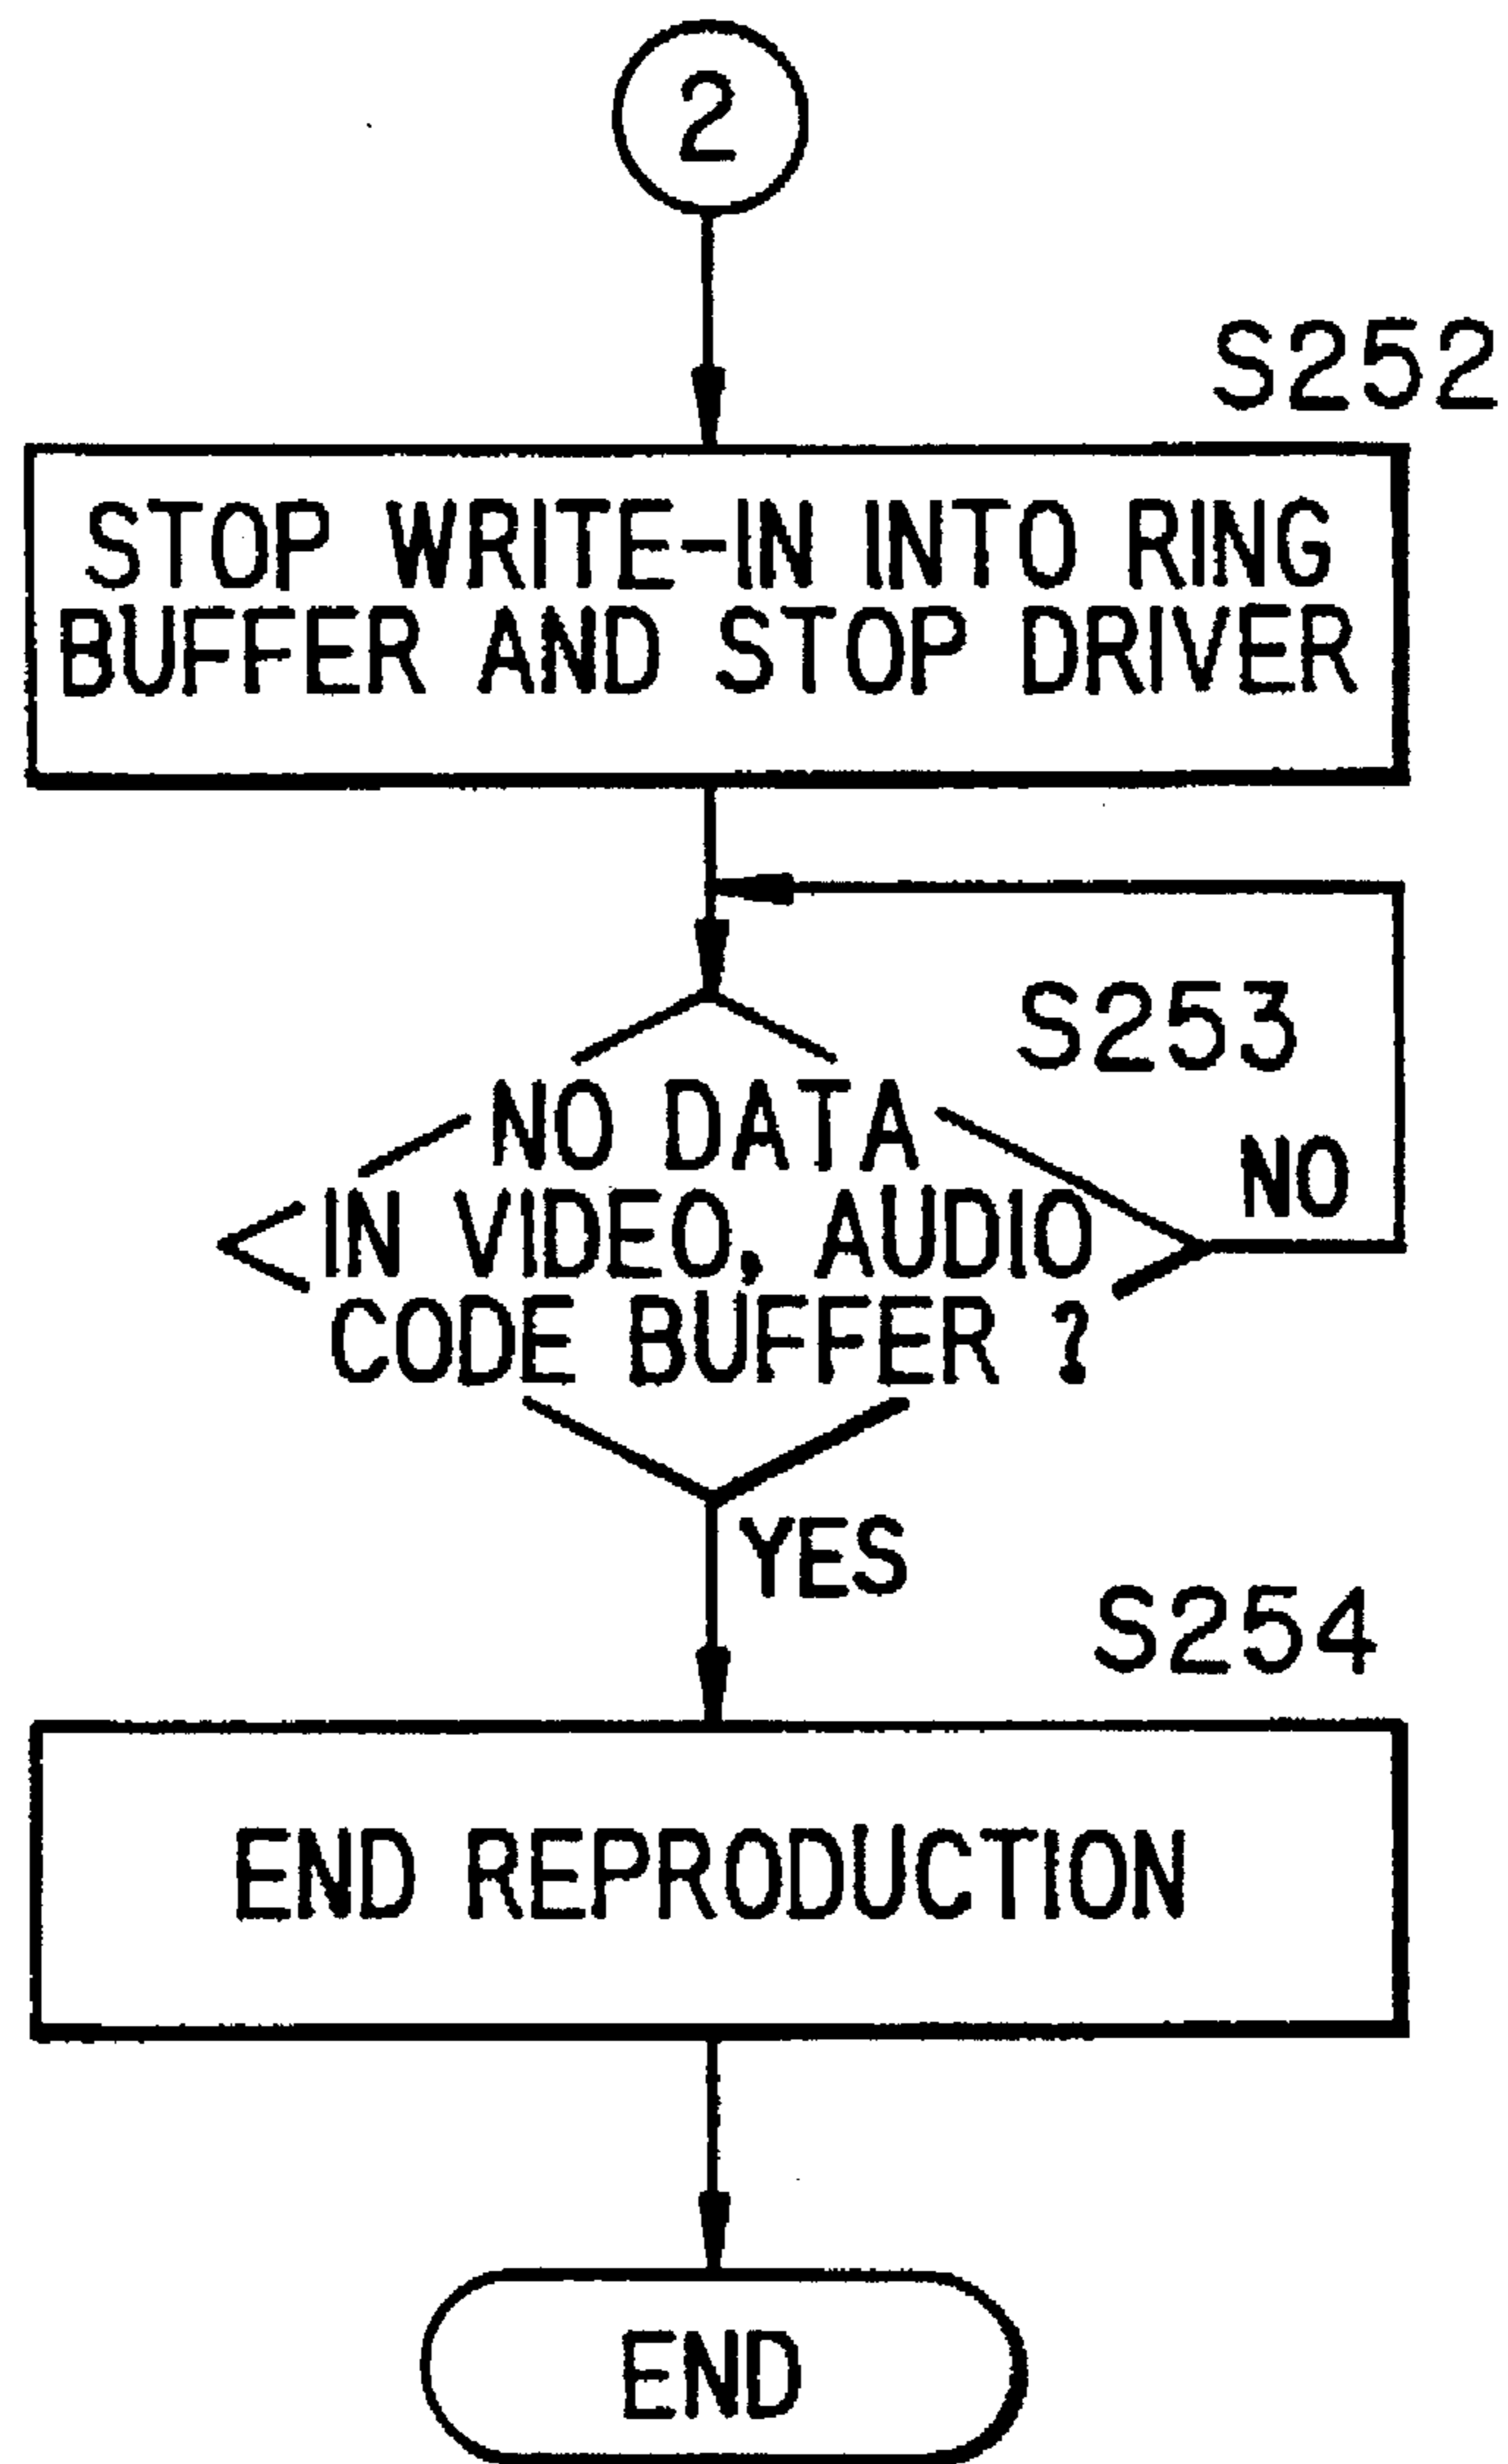 2
S252
STOP WRITE-IN INTO RING
BUFFER AND STOP DRIVER
S253
NO DATA
IN VIDEO, AUDIO
CODE BUFFER ?
NO
YES
S254
END REPRODUCTION
END